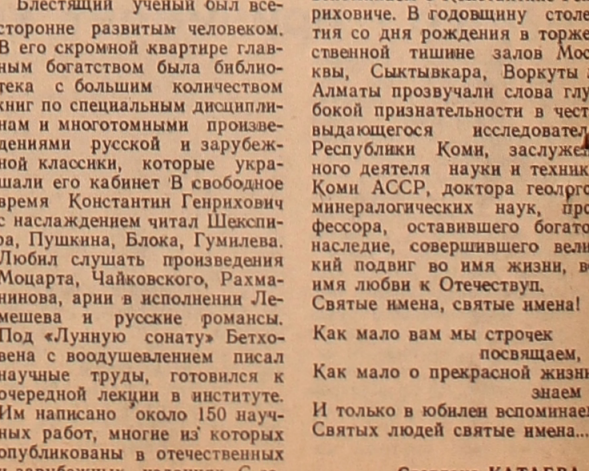 Блестящий ученый был все-
сторонне развитым человеком.
В его скромной квартире глав-
ным богатством была библио-
тека с большим количеством
книг по специальным дисципли-
нам и многотомными произве-
дениями русской и зарубеж-
ной классики, которые укра-
шали его кабинет В свободное
время Константин Генрихович
с наслаждением читал Шекспи-
ра, Пушкина, Блока, Гумилева.
Любил слушать произведения
Моцарта, Чайковского, Рахма-
нинова, арии в исполнении Ле-
мешева и русские романсы.
Под «Лунную сонату» Бетхо-
вена с воодушевлением писал
научные труды, готовился к
очередной лекции в институте.
Им написано около 150 науч-
ных работ, многие из которых
опубликованы в отечественных
риховиче. В годовщину столе
тия со дня рождения в торже
ственной тишине залов Мос
квы, Сыктывкара, Воркуты
Алматы прозвучали слова глу
бокой признательности в чест
выдающегося исследовател
Республики Коми, заслужен
ного деятеля науки и техник
Коми АССР, доктора геолого
минералогических наук, про
фессора, оставившего богато
наследие, совершившего вели
кий подвиг во имя жизни, в
имя любви к Отечеству.
Святые имена, святые имена!
Как мало вам мы строчек
посвящаем,
Как мало о прекрасной жизни
знаем
И только в юбилеи вспоминаем
Святых людей святые имена...
КАТАЕВА